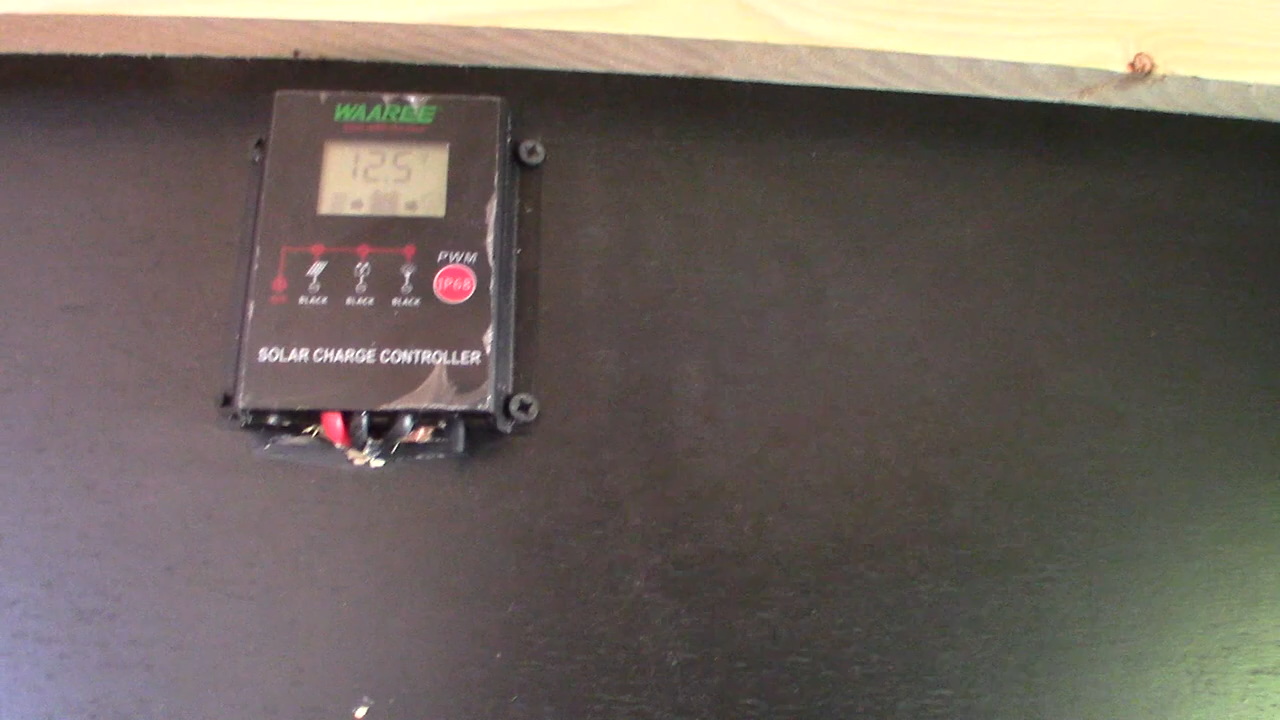 WAAREE
12.5 V
PWM
IP68
BLACK BLACK BLACK
SOLAR CHARGE CONTROLLER